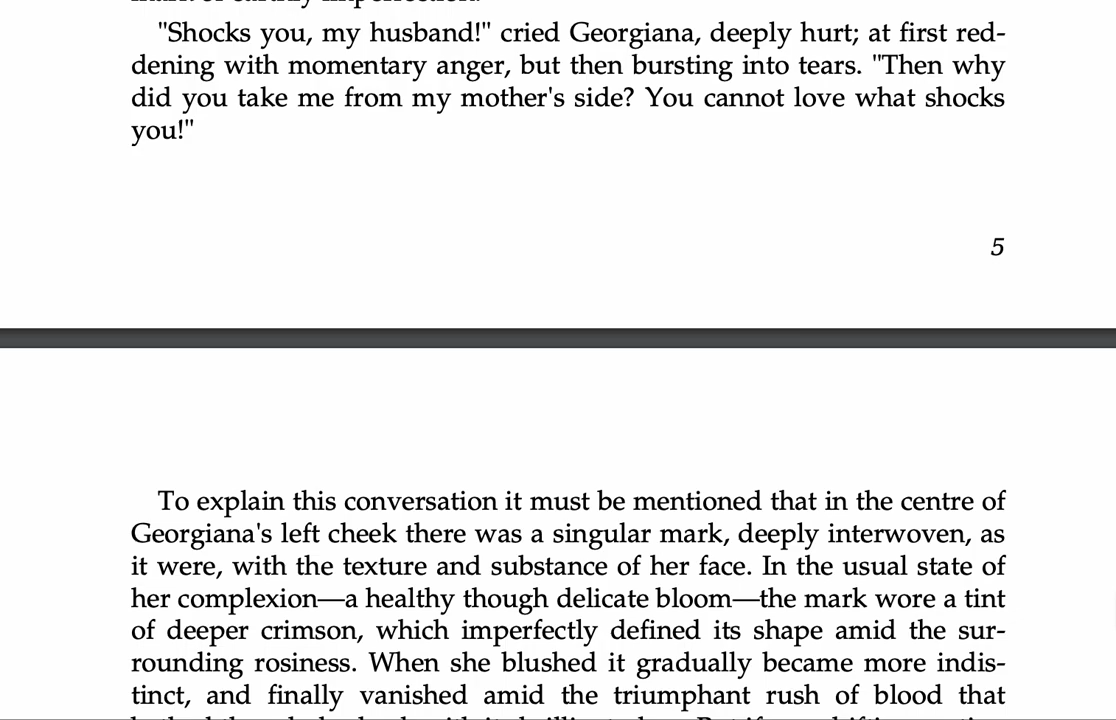 "Shocks you, my husband!" cried Georgiana, deeply hurt; at first red-
dening with momentary anger, but then bursting into tears. "Then why
did you take me from my mother's side? You cannot love what shocks
you!"
5
To explain this conversation it must be mentioned that in the centre of
Georgiana's left cheek there was a singular mark, deeply interwoven, as
it were, with the texture and substance of her face. In the usual state of
her complexion—a healthy though delicate bloom—the mark wore a tint
of deeper crimson, which imperfectly defined its shape amid the sur-
rounding rosiness. When she blushed it gradually became more indis-
tinct, and finally vanished amid the triumphant rush of blood that